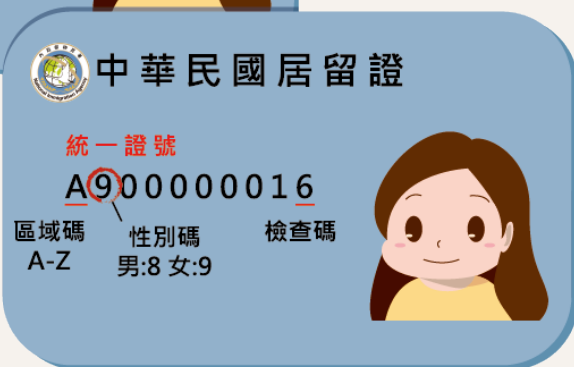 中華民國居留證
統一證號
A900000016
區域碼
A-Z
性別碼
男:8 女:9
檢查碼